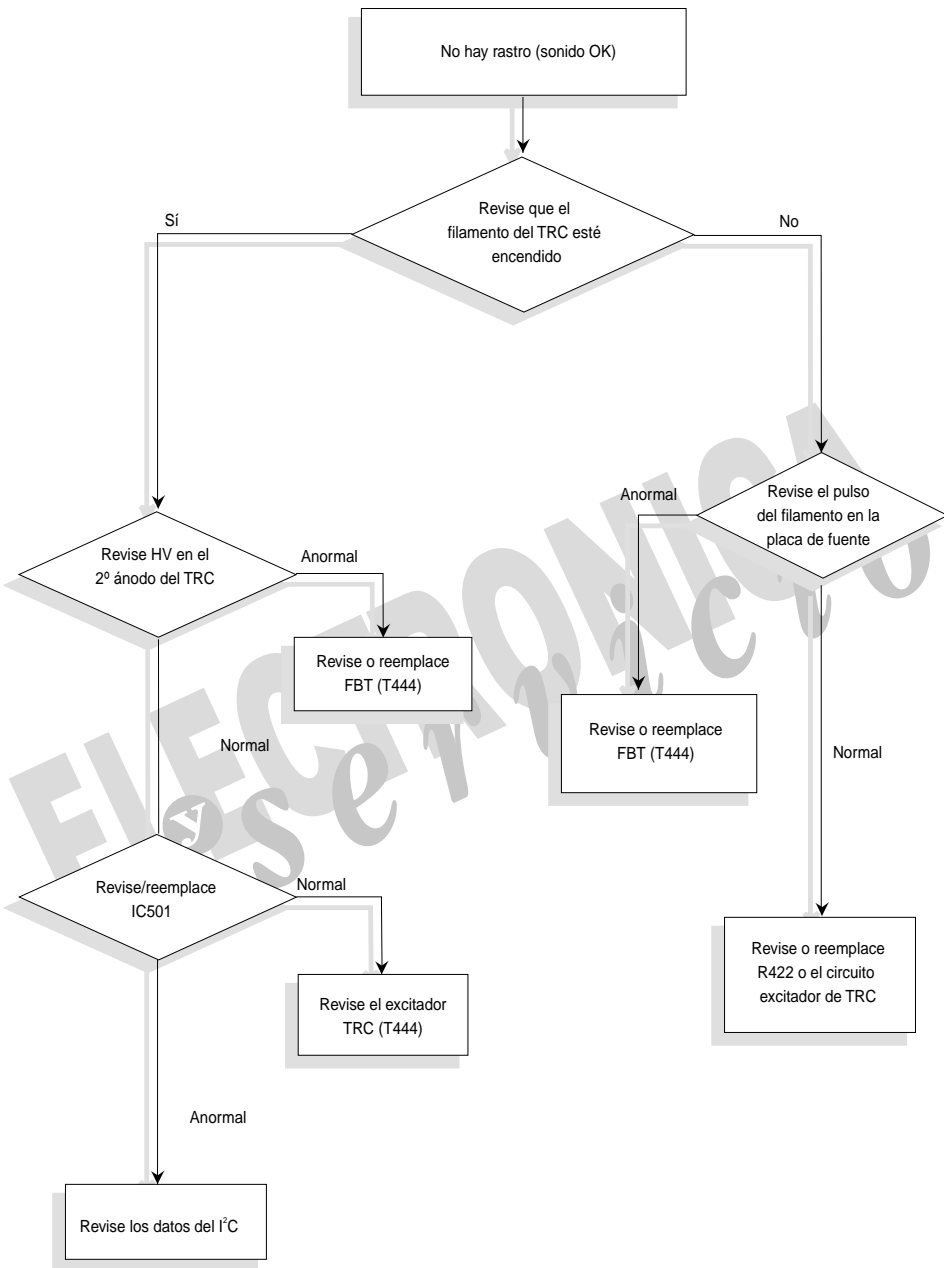 No hay rastro (sonido OK)
Revise que el
filamento del TRC esté
encendido
Sí
No
Revise el pulso
del filamento en la
placa de fuente
Anormal
Revise HV en el
2º ánodo del TRC
Anormal
Revise o reemplace
FBT (T444)
Revise o reemplace
FBT (T444)
Normal
Normal
Revise/reemplace
IC501
Normal
Revise o reemplace
R422 o el circuito
excitador de TRC
Revise el excitador
TRC (T444)
Anormal
Revise los datos del I²C
ELECTRONICA
y servicio